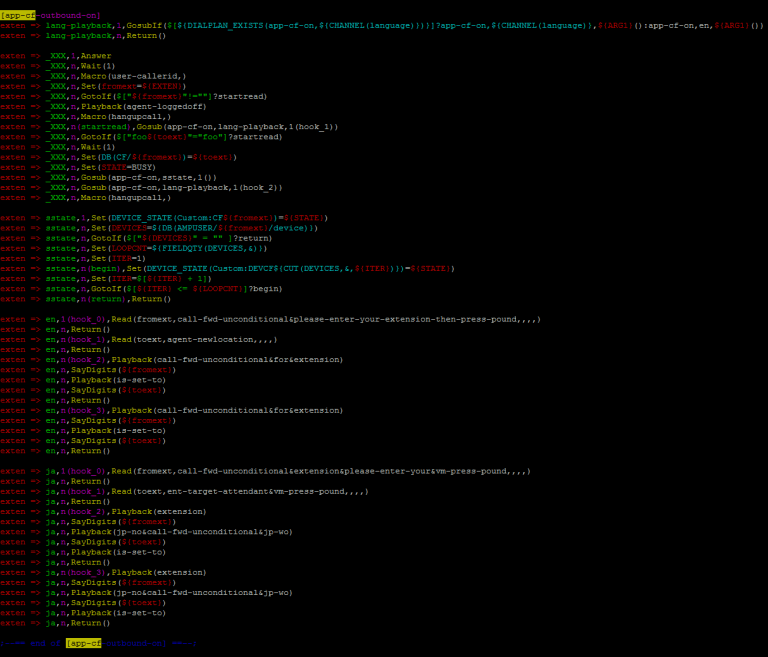 [app-cf-outbound-cn]
exten => lang-playback,1,GosubIf($[${DIALPLAN_EXISTS(app-cf-on,${CHANNEL(language)})}]?app-cf-on,${CHANNEL(language)},${ARG1}():app-cf-on,en,${ARG1}())
exten => lang-playback,n,Return()
exten => _XXX,1,Answer
exten => _XXX,n,Wait(1)
exten => _XXX,n,Macro(user-callerid,)
exten => _XXX,n,Set(fromext=${EXTEN})
exten => _XXX,n,GotoIf($["${fromext}"!=""]?startread)
exten => _XXX,n,Playback(agent-loggedoff)
exten => _XXX,n,Macro(hangupcall,)
exten => _XXX,n(startread),Gosub(app-cf-on,lang-playback,1(hook_1))
exten => _XXX,n,GotoIf($["foo${toext}"="foo"]?startread)
exten => _XXX,n,Wait(1)
exten => _XXX,n,Set(DB(CF/${fromext})=${toext})
exten => _XXX,n,Set(STATE=BUSY)
exten => _XXX,n,Gosub(app-cf-on,sstate,1())
exten => _XXX,n,Gosub(app-cf-on,lang-playback,1(hook_2))
exten => _XXX,n,Macro(hangupcall,)
exten => sstate,1,Set(DEVICE_STATE(Custom:CF${fromext})=${STATE})
exten => sstate,n,Set(DEVICES=${DB(AMPUSER/${fromext}/device)})
exten => sstate,n,GotoIf($["${DEVICES}" = "" ]?return)
exten => sstate,n,Set(LOOPCNT=${FIELDQTY(DEVICES,&)})
exten => sstate,n,Set(ITER=1)
exten => sstate,n(begin),Set(DEVICE_STATE(Custom:DEVCF${CUT(DEVICES,&,${ITER})})=${STATE})
exten => sstate,n,Set(ITER=$[${ITER} + 1])
exten => sstate,n,GotoIf($[${ITER} <= ${LOOPCNT}]?begin)
exten => sstate,n(return),Return()
exten => en,1(hook_0),Read(fromext,call-fwd-unconditional&please-enter-your-extension-then-press-pound,,,,)
exten => en,n,Return()
exten => en,n(hook_1),Read(toext,agent-newlocation,,,,)
exten => en,n,Return()
exten => en,n(hook_2),Playback(call-fwd-unconditional&for&extension)
exten => en,n,SayDigits(${fromext})
exten => en,n,Playback(is-set-to)
exten => en,n,SayDigits(${toext})
exten => en,n,Return()
exten => en,n(hook_3),Playback(call-fwd-unconditional&for&extension)
exten => en,n,SayDigits(${fromext})
exten => en,n,Playback(is-set-to)
exten => en,n,SayDigits(${toext})
exten => en,n,Return()
exten => ja,1(hook_0),Read(fromext,call-fwd-unconditional&extension&please-enter-your&vm-press-pound,,,,)
exten => ja,n,Return()
exten => ja,n(hook_1),Read(toext,ent-target-attendant&vm-press-pound,,,,)
exten => ja,n,Return()
exten => ja,n(hook_2),Playback(extension)
exten => ja,n,SayDigits(${fromext})
exten => ja,n,Playback(jp-no&call-fwd-unconditional&jp-wo)
exten => ja,n,SayDigits(${toext})
exten => ja,n,Playback(is-set-to)
exten => ja,n,Return()
exten => ja,n(hook_3),Playback(extension)
exten => ja,n,SayDigits(${fromext})
exten => ja,n,Playback(jp-no&call-fwd-unconditional&jp-wo)
exten => ja,n,SayDigits(${toext})
exten => ja,n,Playback(is-set-to)
exten => ja,n,Return()
;--== end of [app-cf-outbound-cn] ==--;